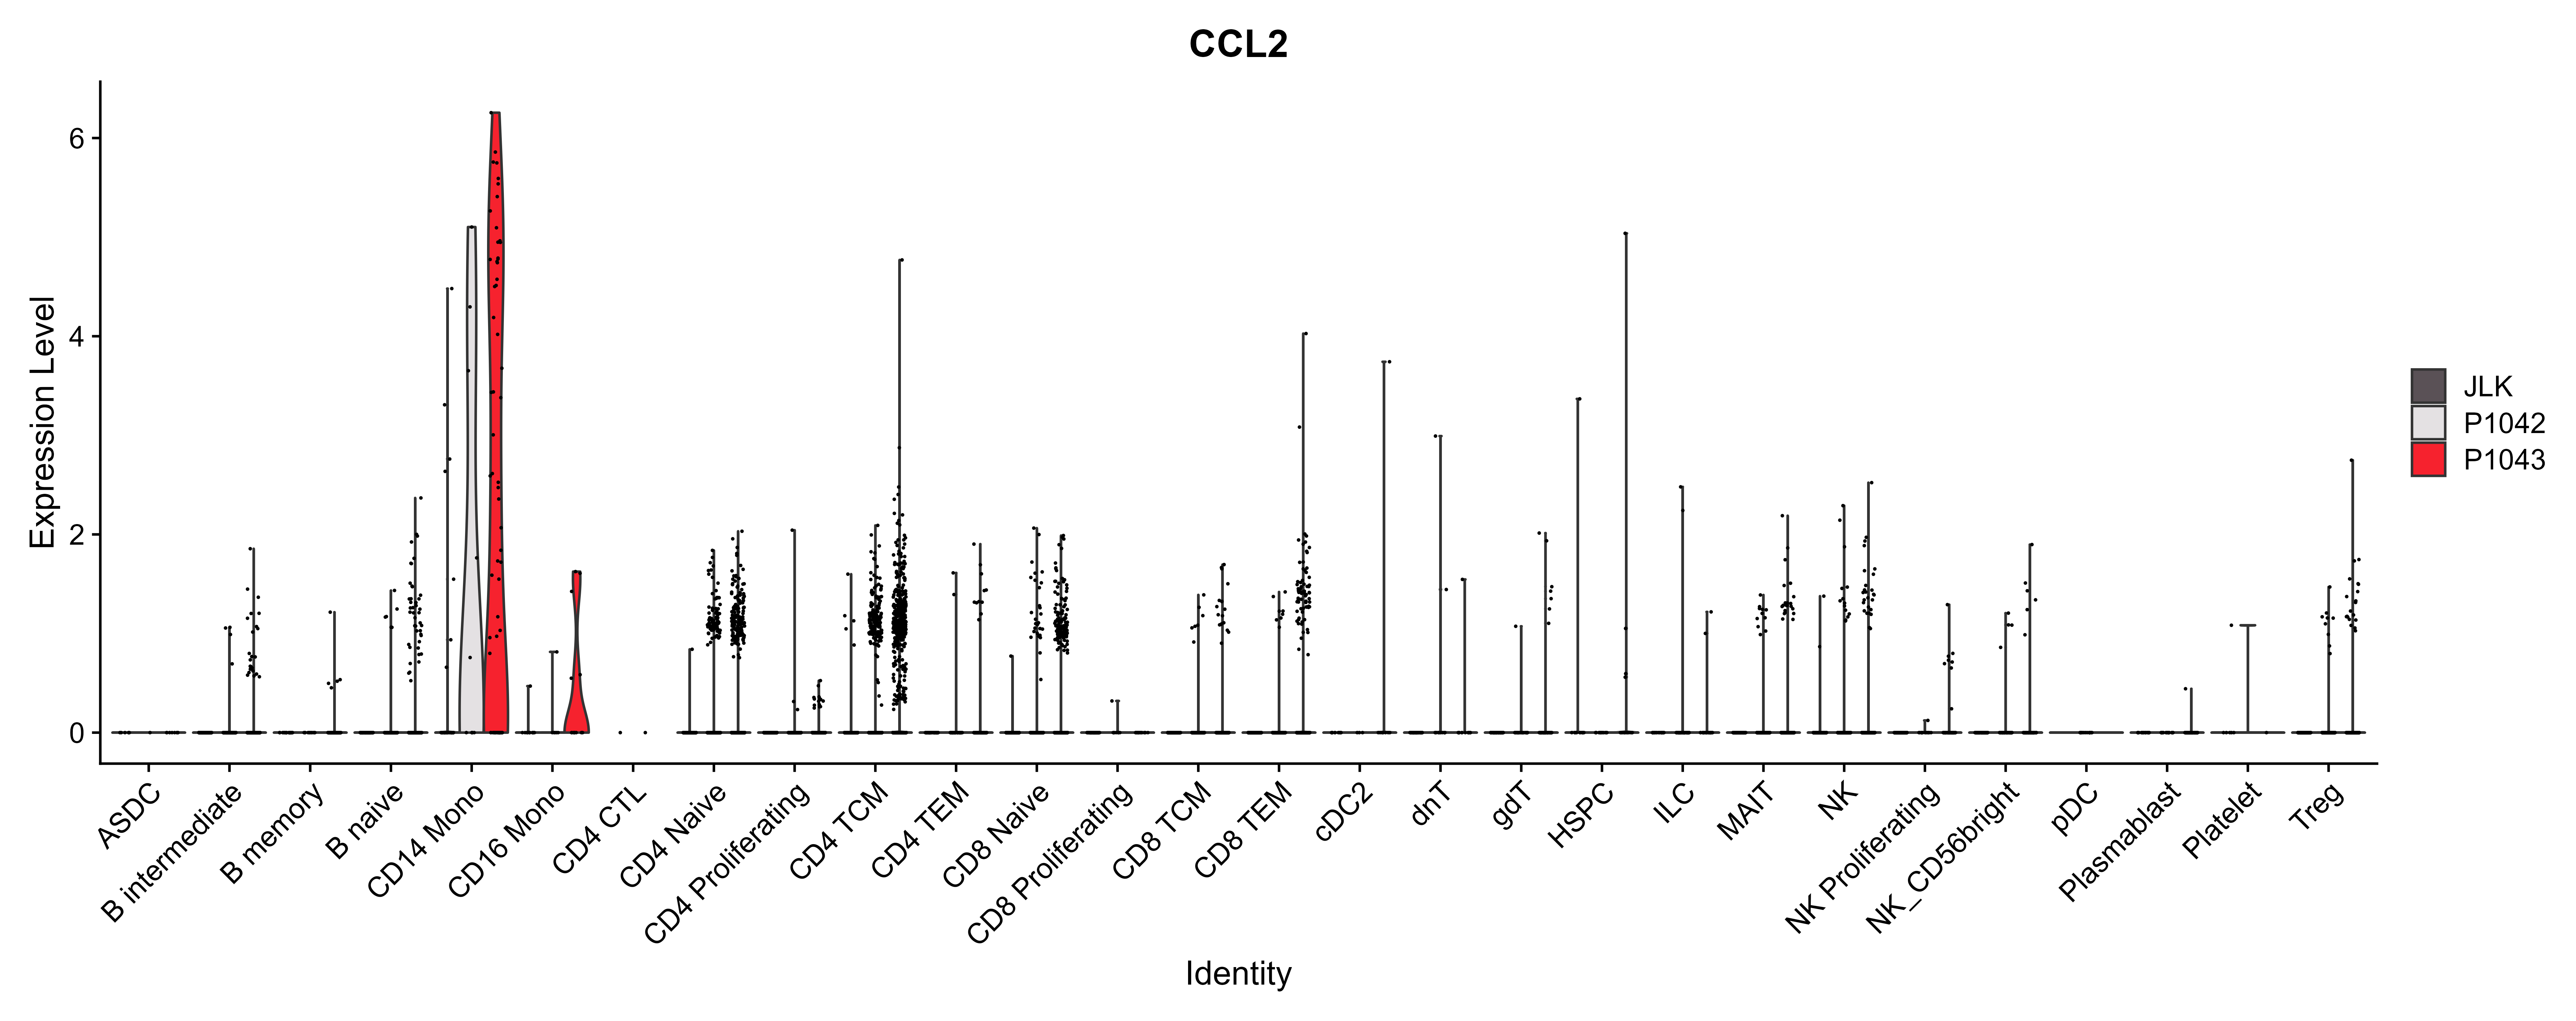 CCL2
Expression Level
6
4
2
0
JLK
P1042
P1043
ASDC
B intermediate
B memory
B naive
CD14 Mono
CD16 Mono
CD4 CTL
CD4 Naive
CD4 Proliferating
CD4 TCM
CD4 TEM
CD8 Naive
CD8 Proliferating
CD8 TCM
CD8 TEM
cDC2
dnT
gdT
HSPC
ILC
MAIT
NK
NK Proliferating
NK_CD56bright
pDC
Plasmablast
Platelet
Treg
Identity